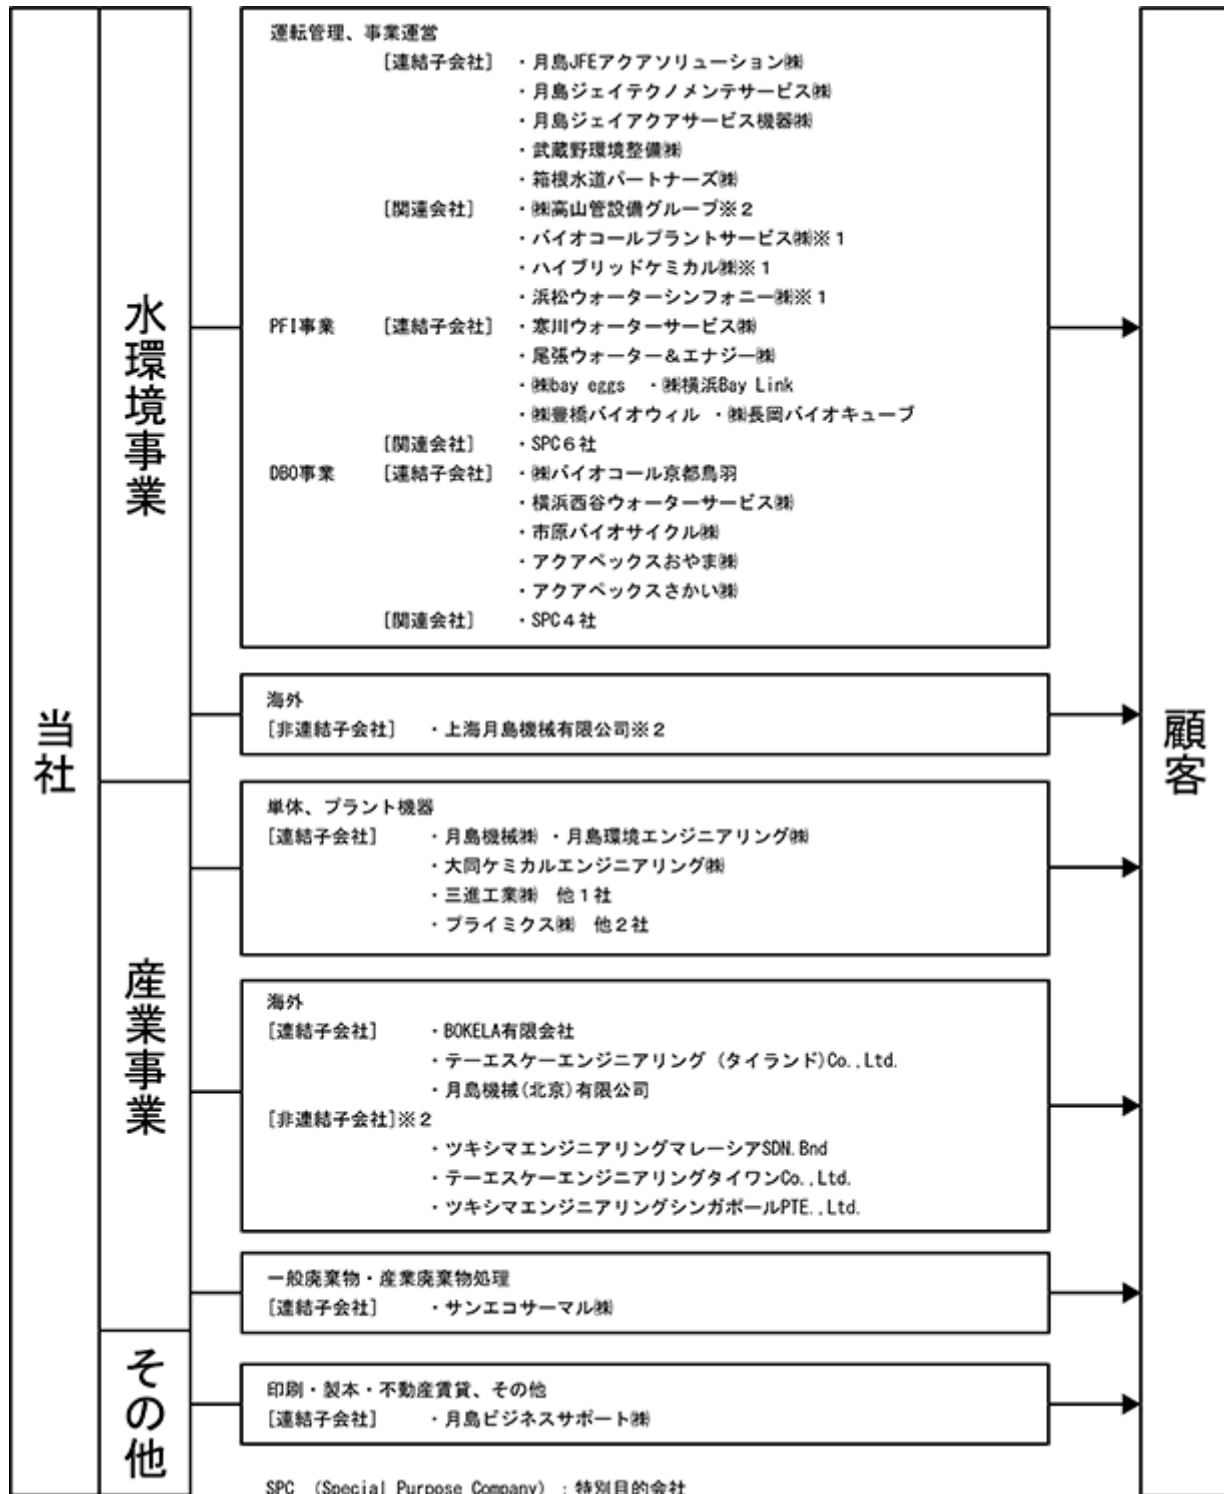 当社
水環境事業
運転管理、事業運営
[連結子会社] ・月島JFEアクアソリューション㈱
・月島ジェイテクノメンテサービス㈱
・月島ジェイアクアサービス機器㈱
・武蔵野環境整備㈱
・箱根水道パートナーズ㈱
[関連会社] ・㈱高山管設備グループ※2
・バイオコールプラントサービス㈱※1
・ハイブリッドケミカル㈱※1
・浜松ウォーターシンフォニー㈱※1
PFI事業 [連結子会社] ・寒川ウォーターサービス㈱
・尾張ウォーター＆エナジー㈱
・㈱bay eggs ・㈱横浜Bay Link
・㈱豊橋バイオウィル ・㈱長岡バイオキューブ
[関連会社] ・SPC6社
DBO事業 [連結子会社] ・㈱バイオコール京都鳥羽
・横浜西谷ウォーターサービス㈱
・市原バイオサイクル㈱
・アクアペックスおやま㈱
・アクアペックスさかい㈱
[関連会社] ・SPC4社
海外
[非連結子会社] ・上海月島機械有限公司※2
産業事業
単体、プラント機器
[連結子会社] ・月島機械㈱ ・月島環境エンジニアリング㈱
・大同ケミカルエンジニアリング㈱
・三進工業㈱ 他1社
・プライミクス㈱ 他2社
海外
[連結子会社] ・BOKELA有限会社
・テーエスケーエンジニアリング (タイランド)Co.,Ltd.
・月島機械(北京)有限公司
[非連結子会社]※2
・ツキシマエンジニアリングマレーシアSDN.Bnd
・テーエスケーエンジニアリングタイワンCo.,Ltd.
・ツキシマエンジニアリングシンガポールPTE.,Ltd.
一般廃棄物・産業廃棄物処理
[連結子会社] ・サンエコサーマル㈱
その他
印刷・製本・不動産賃貸、その他
[連結子会社] ・月島ビジネスサポート㈱
顧客
SPC (Special Purpose Company) : 特別目的会社